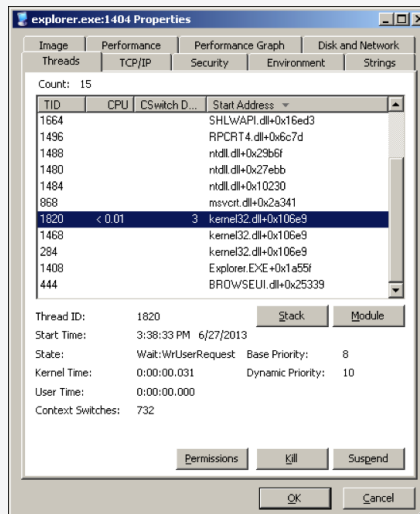 explorer.exe:1404 Properties
Image Performance Performance Graph Disk and Network
Threads TCP/IP Security Environment Strings
Count: 15
TID CPU CSwitch D... Start Address
1664 SHLWAPI.dll+0x16ed3
1496 RPCRT4.dll+0x6c7d
1488 ntdll.dll+0x29b6f
1480 ntdll.dll+0x27ebb
1484 ntdll.dll+0x10230
868 msvcrt.dll+0x2a341
1820 < 0.01 3 kernel32.dll+0x106e9
1468 kernel32.dll+0x106e9
284 kernel32.dll+0x106e9
1408 Explorer.EXE+0x1a55f
444 BROWSEUI.dll+0x25339
Thread ID: 1820 Stack Module
Start Time: 3:38:33 PM 6/27/2013
State: Wait:WrUserRequest Base Priority: 8
Kernel Time: 0:00:00.031 Dynamic Priority: 10
User Time: 0:00:00.000
Context Switches: 732
Permissions Kill Suspend
OK Cancel